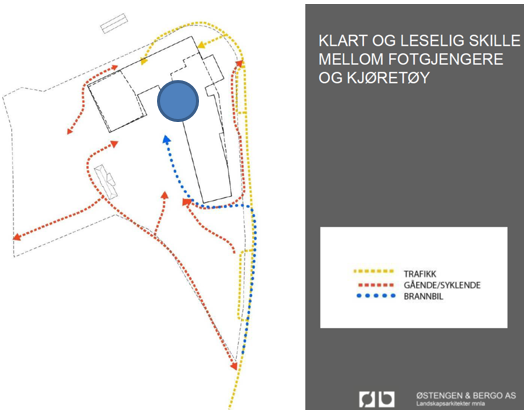 KLART OG LESELIG SKILLE
MELLOM FOTGJENGERE
OG KJØRETØY
TRAFIKK
GÅENDE/SYKLENDE
BRANNBIL
ØSTENGEN & BERGO AS
Landskapsarkitekter mnla